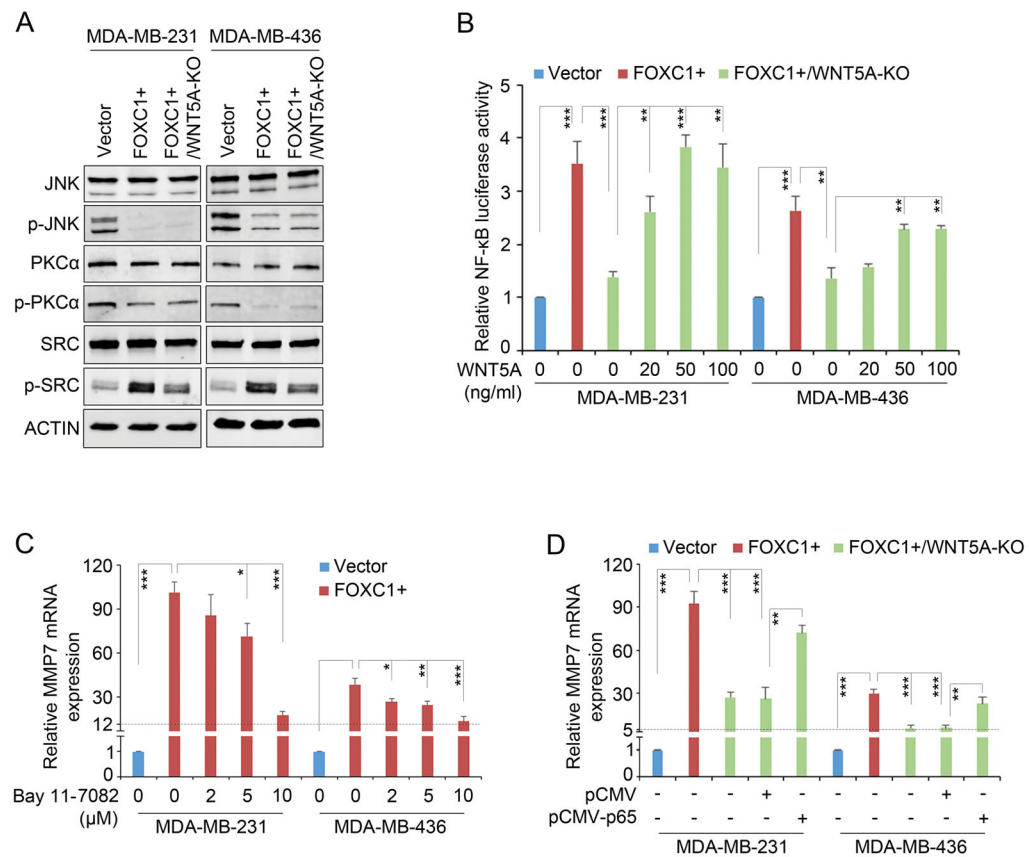 A
MDA-MB-231 MDA-MB-436
Vector
FOXC1+
FOXC1+
/WNT5A-KO
Vector
FOXC1+
FOXC1+
/WNT5A-KO
JNK
p-JNK
PKCα
p-PKCα
SRC
p-SRC
ACTIN
B
Vector FOXC1+ FOXC1+/WNT5A-KO
Relative NF-κB luciferase activity
5
4
3
2
1
0
*** *** ** *** **
*** ** ** **
WNT5A 0 0 0 20 50 100 0 0 0 20 50 100
(ng/ml) MDA-MB-231 MDA-MB-436
C
Vector
FOXC1+
Relative MMP7 mRNA
expression
120
90
60
30
12
1
0
*** * ***
* ** ***
Bay 11-7082 0 0 2 5 10 0 0 2 5 10
(μM) MDA-MB-231 MDA-MB-436
D
Vector FOXC1+ FOXC1+/WNT5A-KO
Relative MMP7 mRNA
expression
120
90
60
30
5
1
0
*** *** *** **
*** *** *** **
pCMV - - - + - - - - + -
pCMV-p65 - - - - + - - - - +
MDA-MB-231 MDA-MB-436